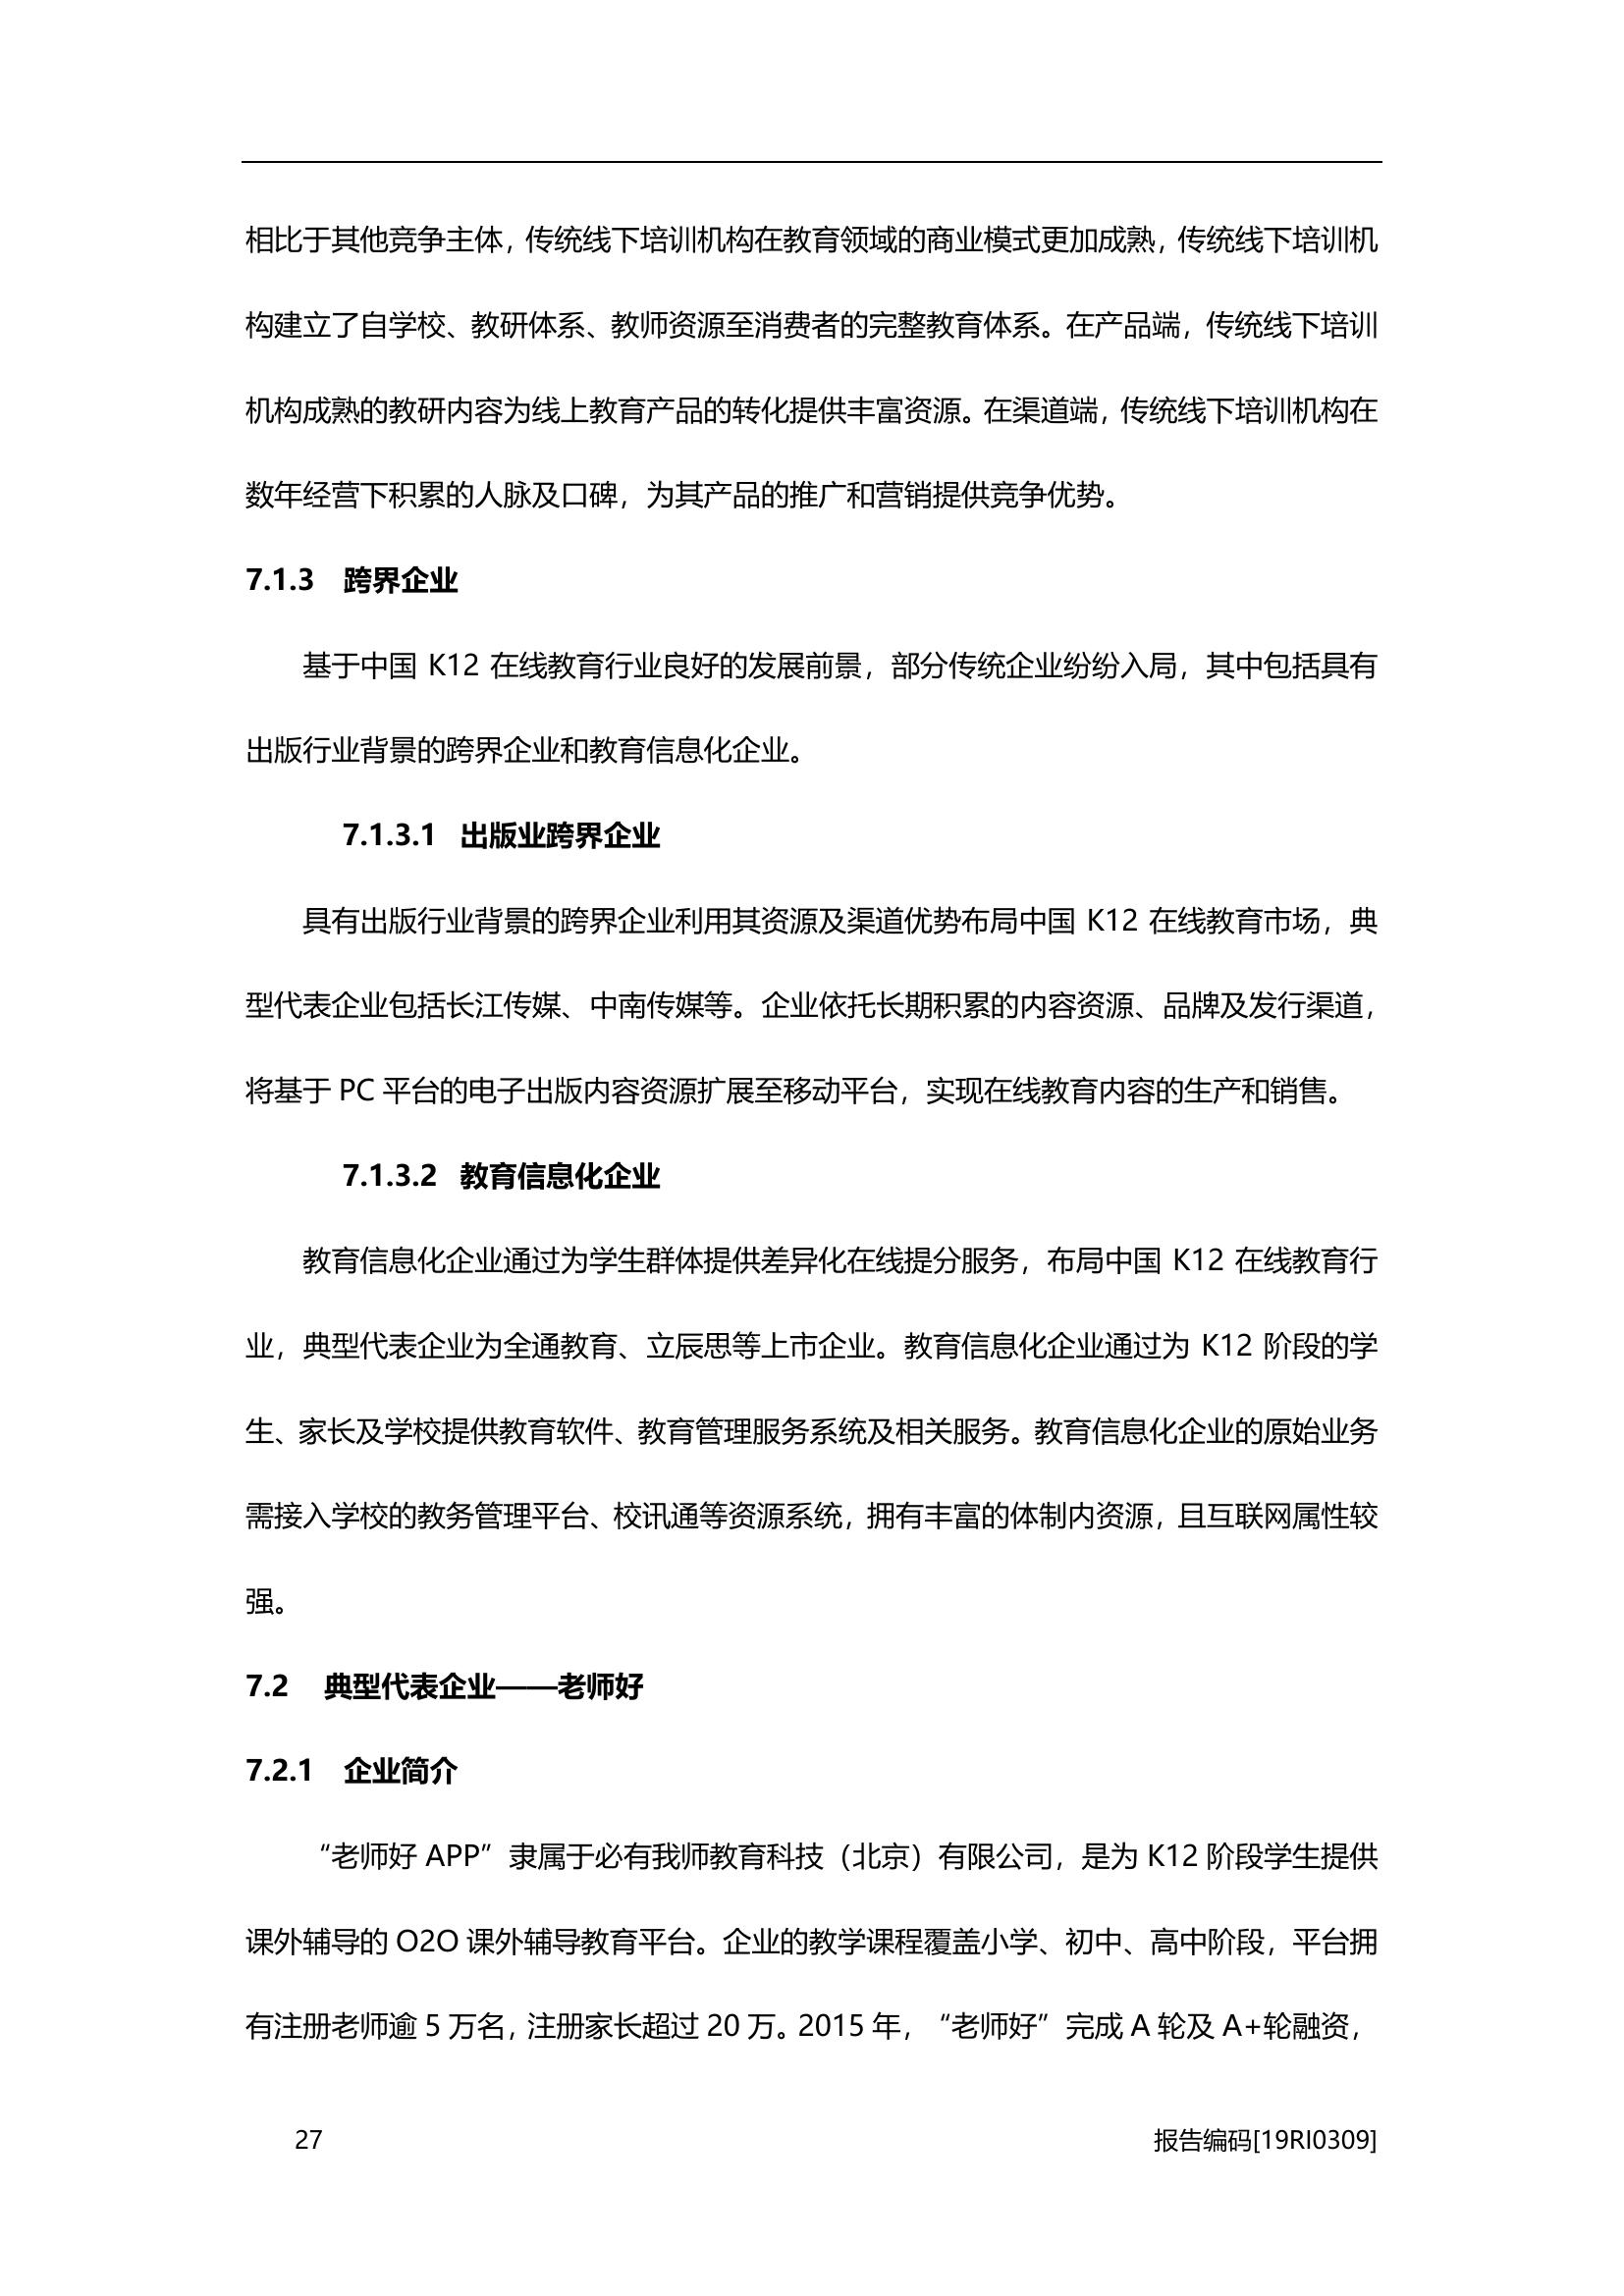 相比于其他竞争主体，传统线下培训机构在教育领域的商业模式更加成熟，传统线下培训机
构建立了自学校、教研体系、教师资源至消费者的完整教育体系。在产品端，传统线下培训
机构成熟的教研内容为线上教育产品的转化提供丰富资源。在渠道端，传统线下培训机构在
数年经营下积累的人脉及口碑，为其产品的推广和营销提供竞争优势。
7.1.3 跨界企业
基于中国 K12 在线教育行业良好的发展前景，部分传统企业纷纷入局，其中包括具有
出版行业背景的跨界企业和教育信息化企业。
7.1.3.1 出版业跨界企业
具有出版行业背景的跨界企业利用其资源及渠道优势布局中国 K12 在线教育市场，典
型代表企业包括长江传媒、中南传媒等。企业依托长期积累的内容资源、品牌及发行渠道，
将基于 PC 平台的电子出版内容资源扩展至移动平台，实现在线教育内容的生产和销售。
7.1.3.2 教育信息化企业
教育信息化企业通过为学生群体提供差异化在线提分服务，布局中国 K12 在线教育行
业，典型代表企业为全通教育、立辰思等上市企业。教育信息化企业通过为 K12 阶段的学
生、家长及学校提供教育软件、教育管理服务系统及相关服务。教育信息化企业的原始业务
需接入学校的教务管理平台、校讯通等资源系统，拥有丰富的体制内资源，且互联网属性较
强。
7.2 典型代表企业——老师好
7.2.1 企业简介
“老师好 APP”隶属于必有我师教育科技（北京）有限公司，是为 K12 阶段学生提供
课外辅导的 O2O 课外辅导教育平台。企业的教学课程覆盖小学、初中、高中阶段，平台拥
有注册老师逾 5 万名，注册家长超过 20 万。2015 年，“老师好”完成 A 轮及 A+轮融资，
27 报告编码[19RI0309]